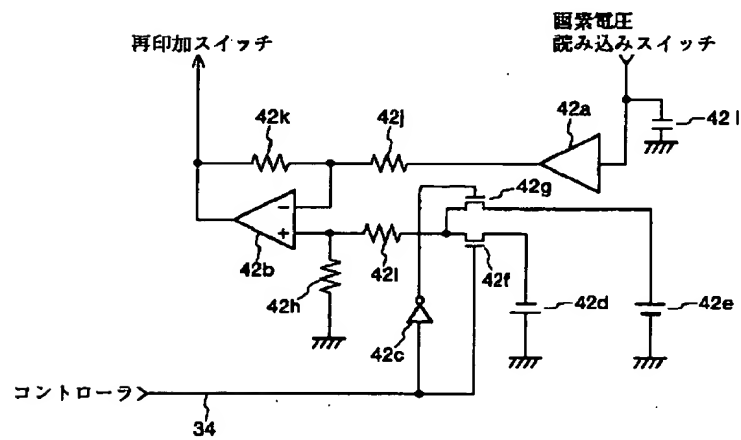 再印加スイッチ
画素電圧
読み込みスイッチ
42k
42j
42a
42l
42g
-
+
42b
42i
42f
42h
42d
42e
42c
コントローラ
34